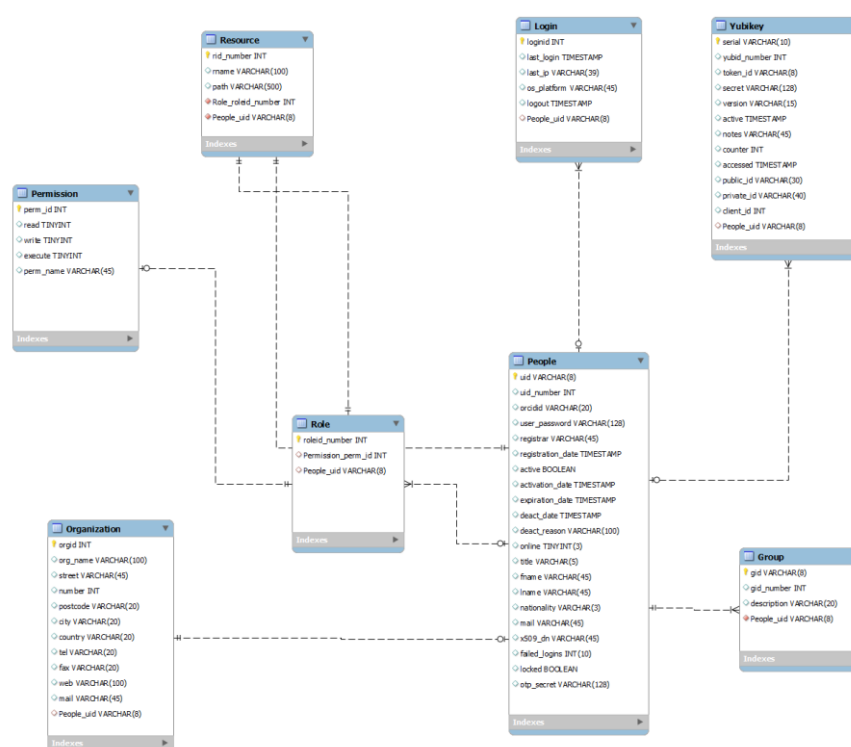 Resource
rid_number INT
rname VARCHAR(100)
path VARCHAR(500)
Role_roleid_number INT
People_uid VARCHAR(8)
Indexes
Login
loginid INT
last_login TIMESTAMP
last_ip VARCHAR(39)
os_platform VARCHAR(45)
logout TIMESTAMP
People_uid VARCHAR(8)
Indexes
Yubikey
serial VARCHAR(10)
yubid_number INT
token_id VARCHAR(8)
secret VARCHAR(128)
version VARCHAR(15)
active TIMESTAMP
notes VARCHAR(45)
counter INT
accessed TIMESTAMP
public_id VARCHAR(30)
private_id VARCHAR(40)
client_id INT
People_uid VARCHAR(8)
Indexes
Permission
perm_id INT
read TINYINT
write TINYINT
execute TINYINT
perm_name VARCHAR(45)
Indexes
People
uid VARCHAR(8)
uid_number INT
orcidid VARCHAR(20)
user_password VARCHAR(128)
registrar VARCHAR(45)
registration_date TIMESTAMP
active BOOLEAN
activation_date TIMESTAMP
expiration_date TIMESTAMP
deact_date TIMESTAMP
deact_reason VARCHAR(100)
online TINYINT(3)
title VARCHAR(5)
fname VARCHAR(45)
lname VARCHAR(45)
nationality VARCHAR(3)
mail VARCHAR(45)
x509_dn VARCHAR(45)
failed_logins INT(10)
locked BOOLEAN
otp_secret VARCHAR(128)
Indexes
Role
roleid_number INT
Permission_perm_id INT
People_uid VARCHAR(8)
Indexes
Organization
orgid INT
org_name VARCHAR(100)
street VARCHAR(45)
number INT
postcode VARCHAR(20)
city VARCHAR(20)
country VARCHAR(20)
tel VARCHAR(20)
fax VARCHAR(20)
web VARCHAR(100)
mail VARCHAR(45)
People_uid VARCHAR(8)
Indexes
Group
gid VARCHAR(8)
gid_number INT
description VARCHAR(20)
People_uid VARCHAR(8)
Indexes